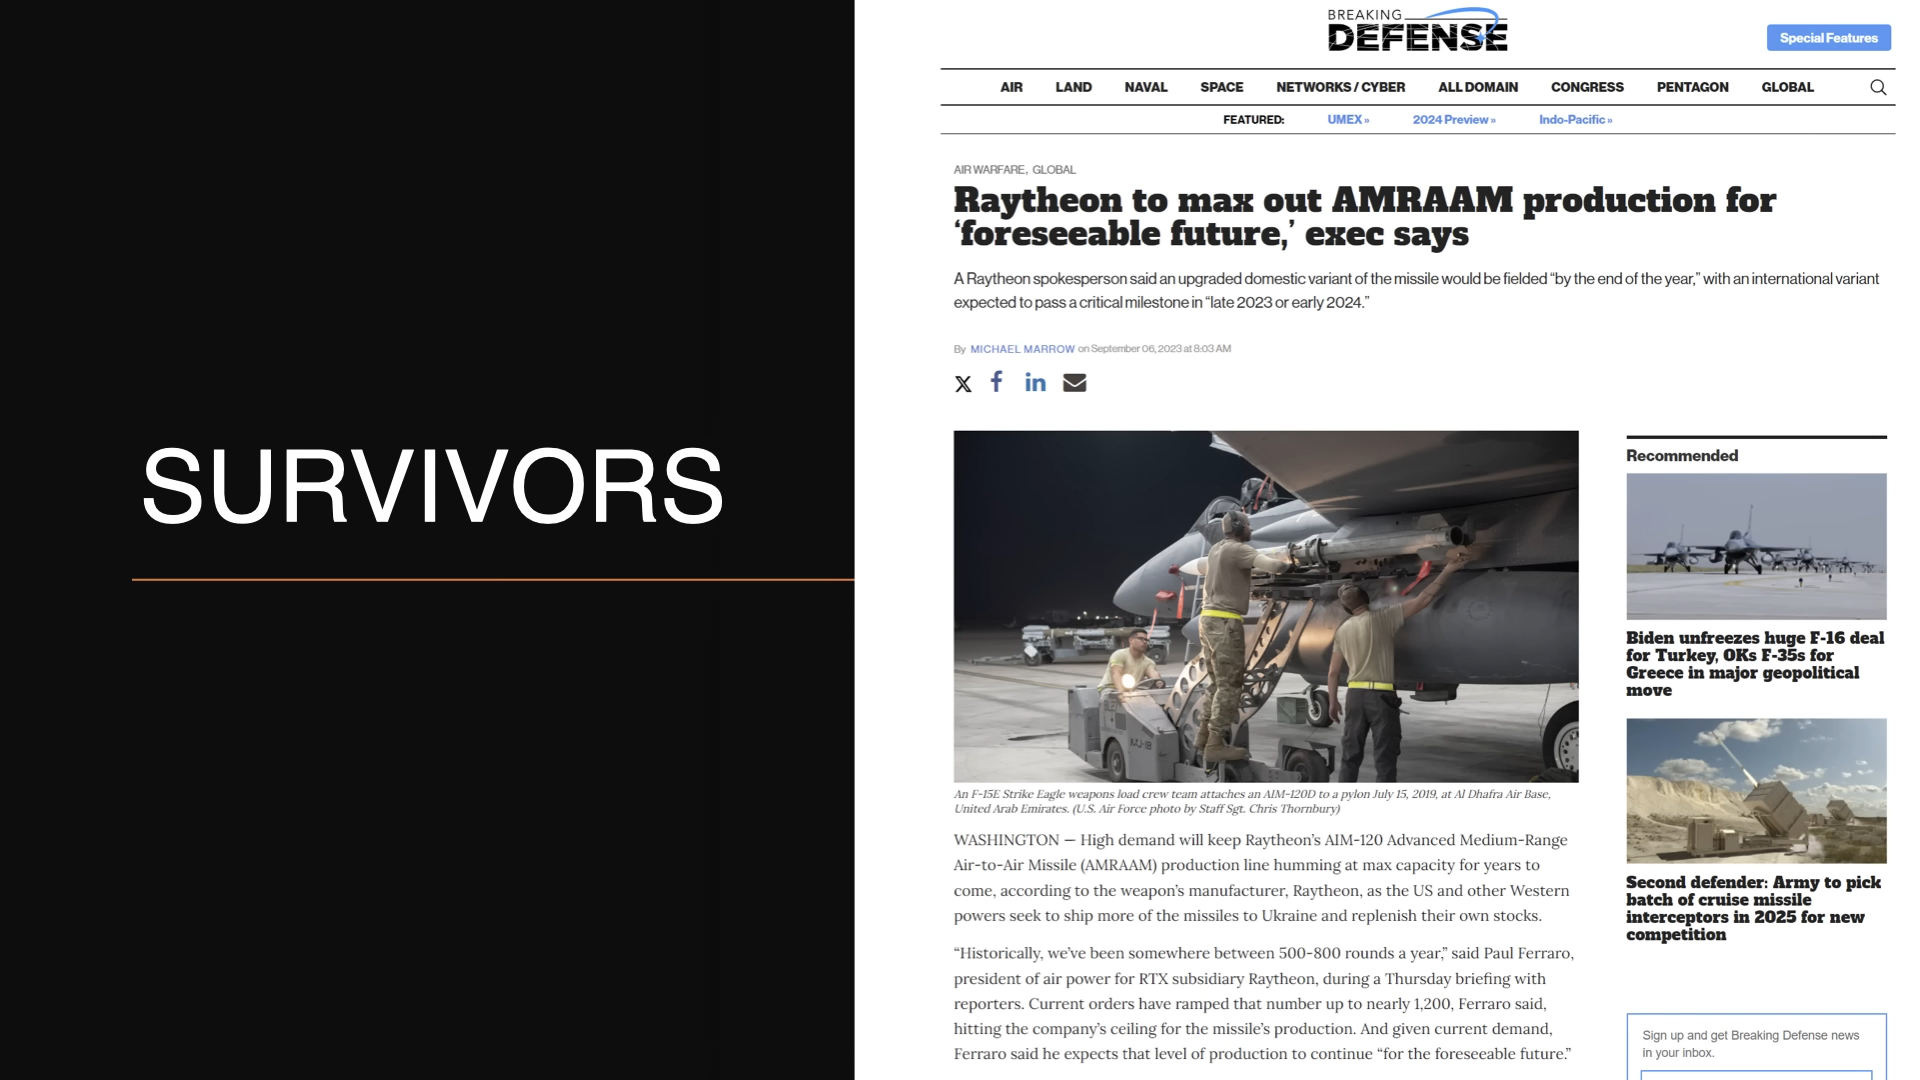 SURVIVORS
BREAKING
DEFENSE
Special Features
AIR LAND NAVAL SPACE NETWORKS / CYBER ALL DOMAIN CONGRESS PENTAGON GLOBAL
FEATURED: UMEX » 2024 Preview » Indo-Pacific »
AIR WARFARE, GLOBAL
Raytheon to max out AMRAAM production for
‘foreseeable future,’ exec says
A Raytheon spokesperson said an upgraded domestic variant of the missile would be fielded “by the end of the year,” with an international variant
expected to pass a critical milestone in “late 2023 or early 2024.”
By MICHAEL MARROW on September 06, 2023 at 8:03 AM
An F-15E Strike Eagle weapons load crew team attaches an AIM-120D to a pylon July 15, 2019, at Al Dhafra Air Base,
United Arab Emirates. (U.S. Air Force photo by Staff Sgt. Chris Thornbury)
WASHINGTON — High demand will keep Raytheon’s AIM-120 Advanced Medium-Range
Air-to-Air Missile (AMRAAM) production line humming at max capacity for years to
come, according to the weapon’s manufacturer, Raytheon, as the US and other Western
powers seek to ship more of the missiles to Ukraine and replenish their own stocks.
“Historically, we’ve been somewhere between 500-800 rounds a year,” said Paul Ferraro,
president of air power for RTX subsidiary Raytheon, during a Thursday briefing with
reporters. Current orders have ramped that number up to nearly 1,200, Ferraro said,
hitting the company’s ceiling for the missile’s production. And given current demand,
Ferraro said he expects that level of production to continue “for the foreseeable future.”
Recommended
Biden unfreezes huge F-16 deal
for Turkey, OKs F-35s for
Greece in major geopolitical
move
Second defender: Army to pick
batch of cruise missile
interceptors in 2025 for new
competition
Sign up and get Breaking Defense news
in your inbox.